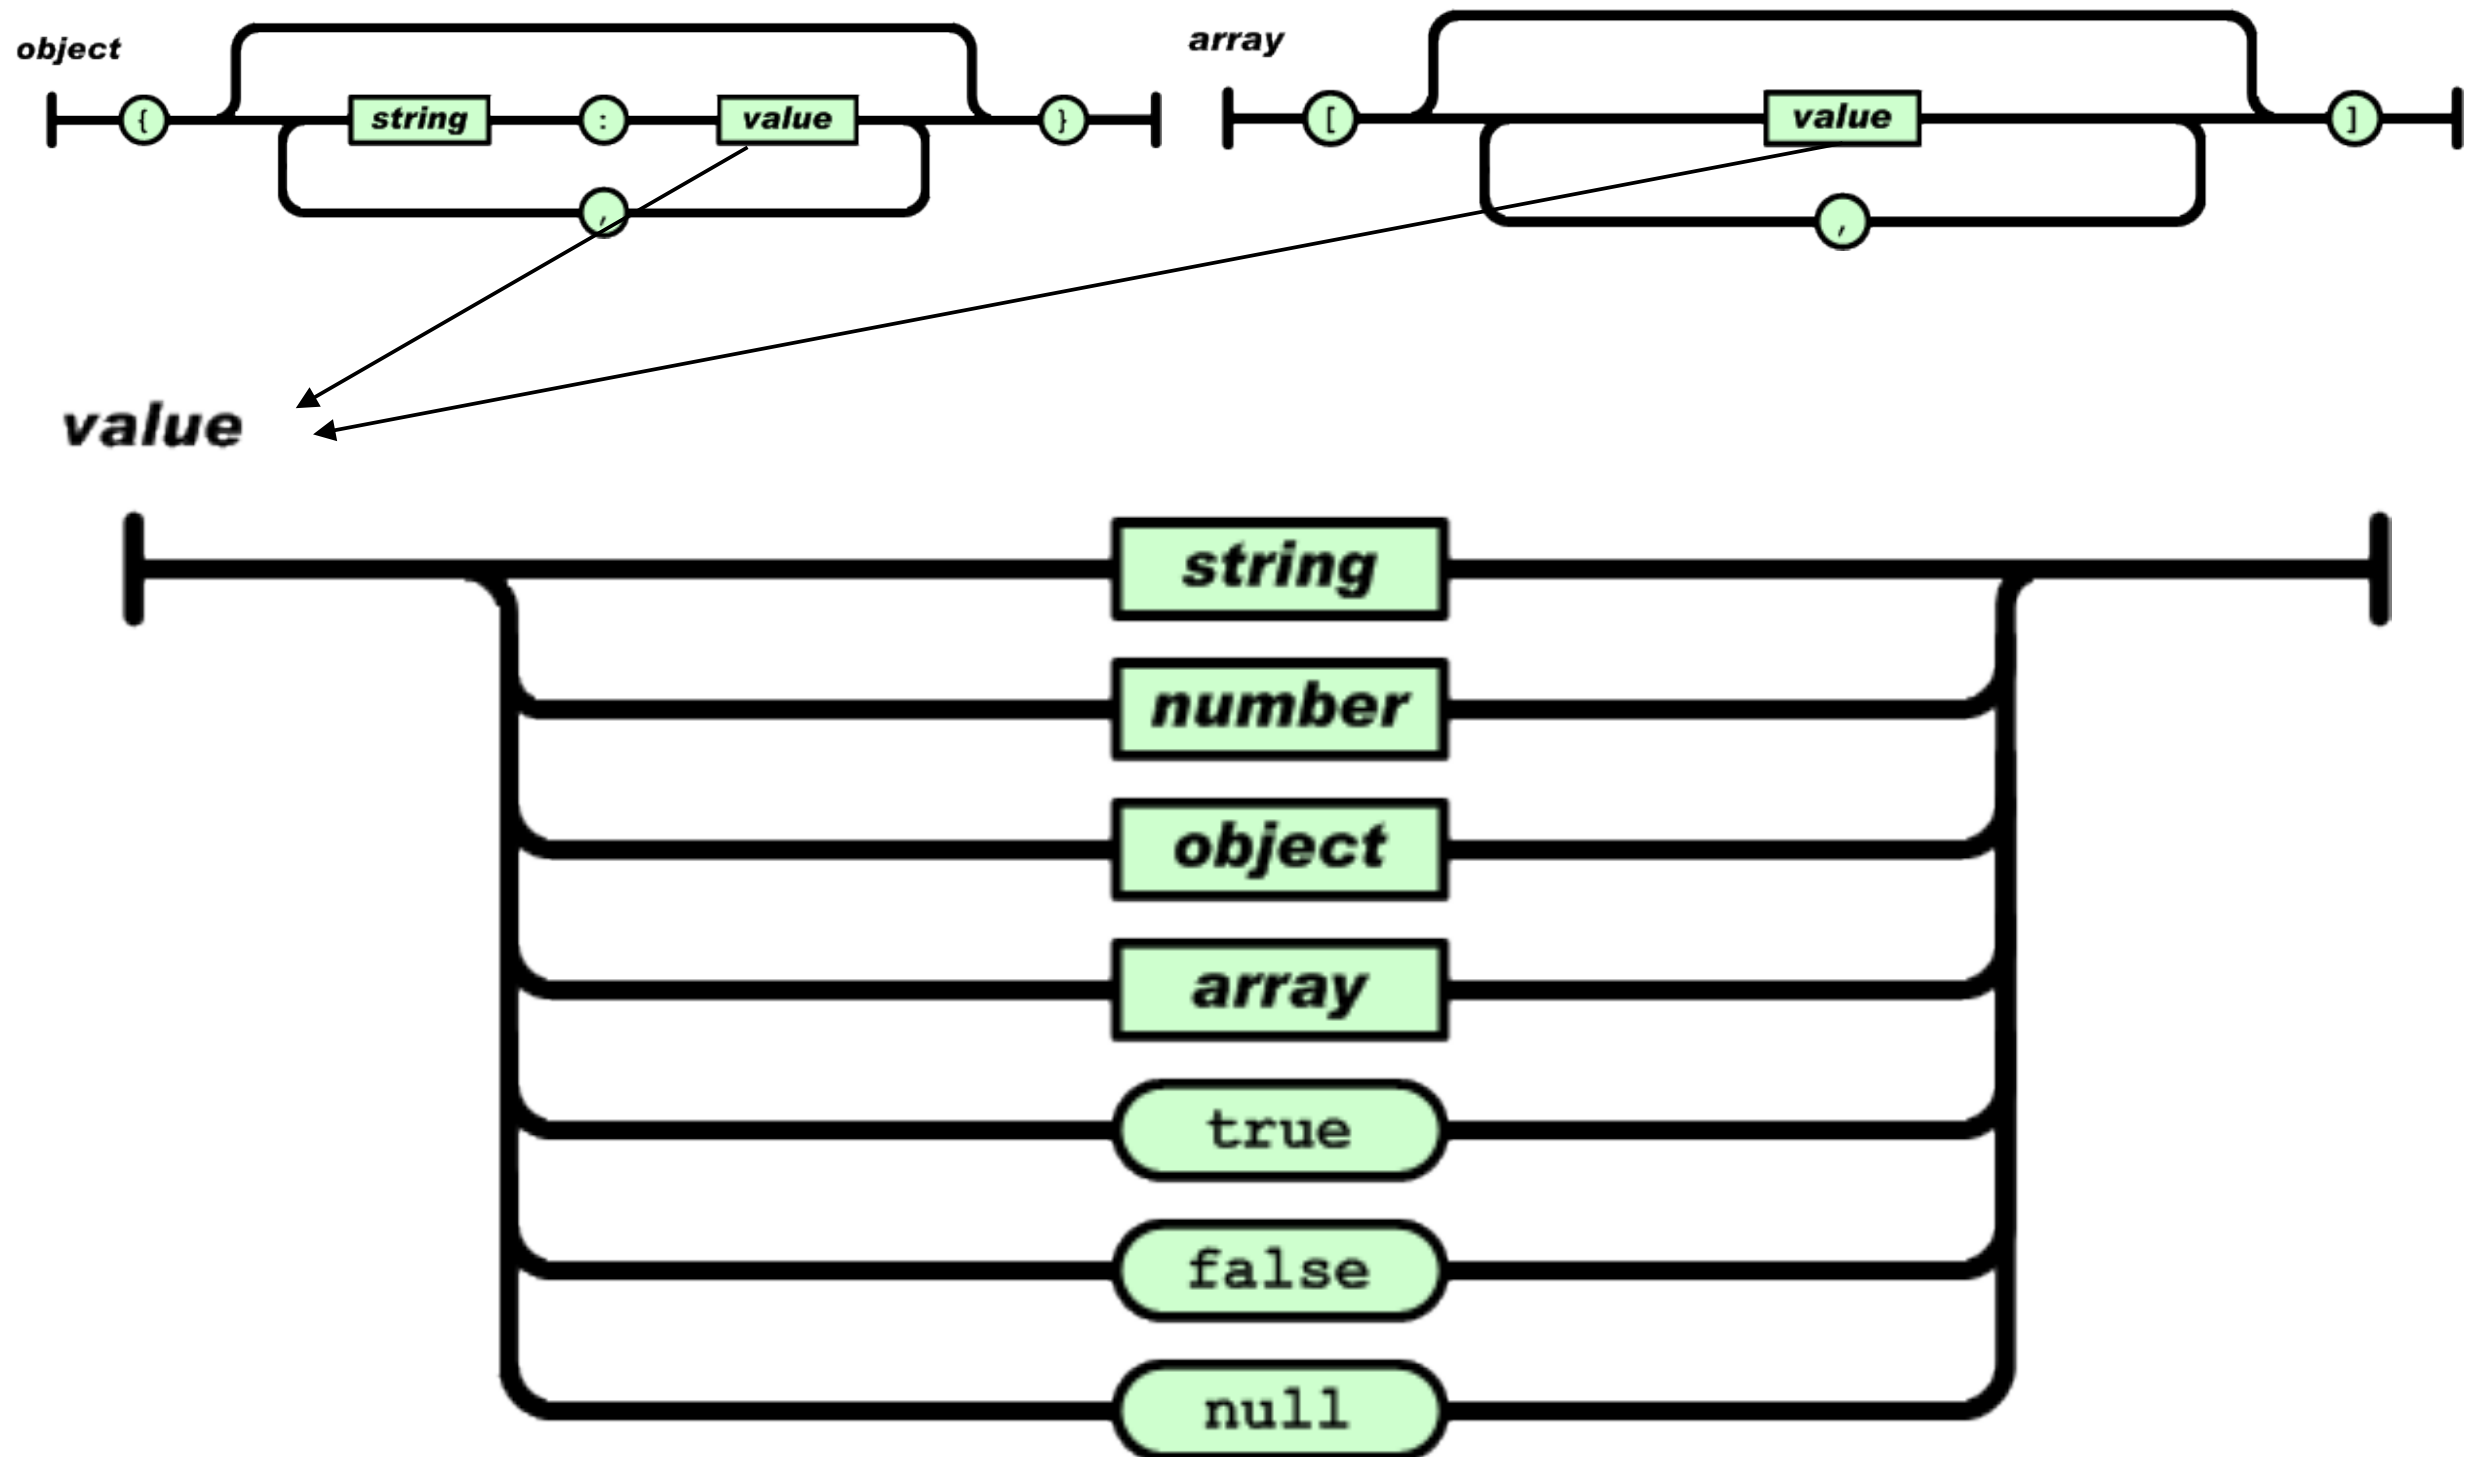 object
{ string : value }
,
array
[ value ]
,
value
string
number
object
array
true
false
null